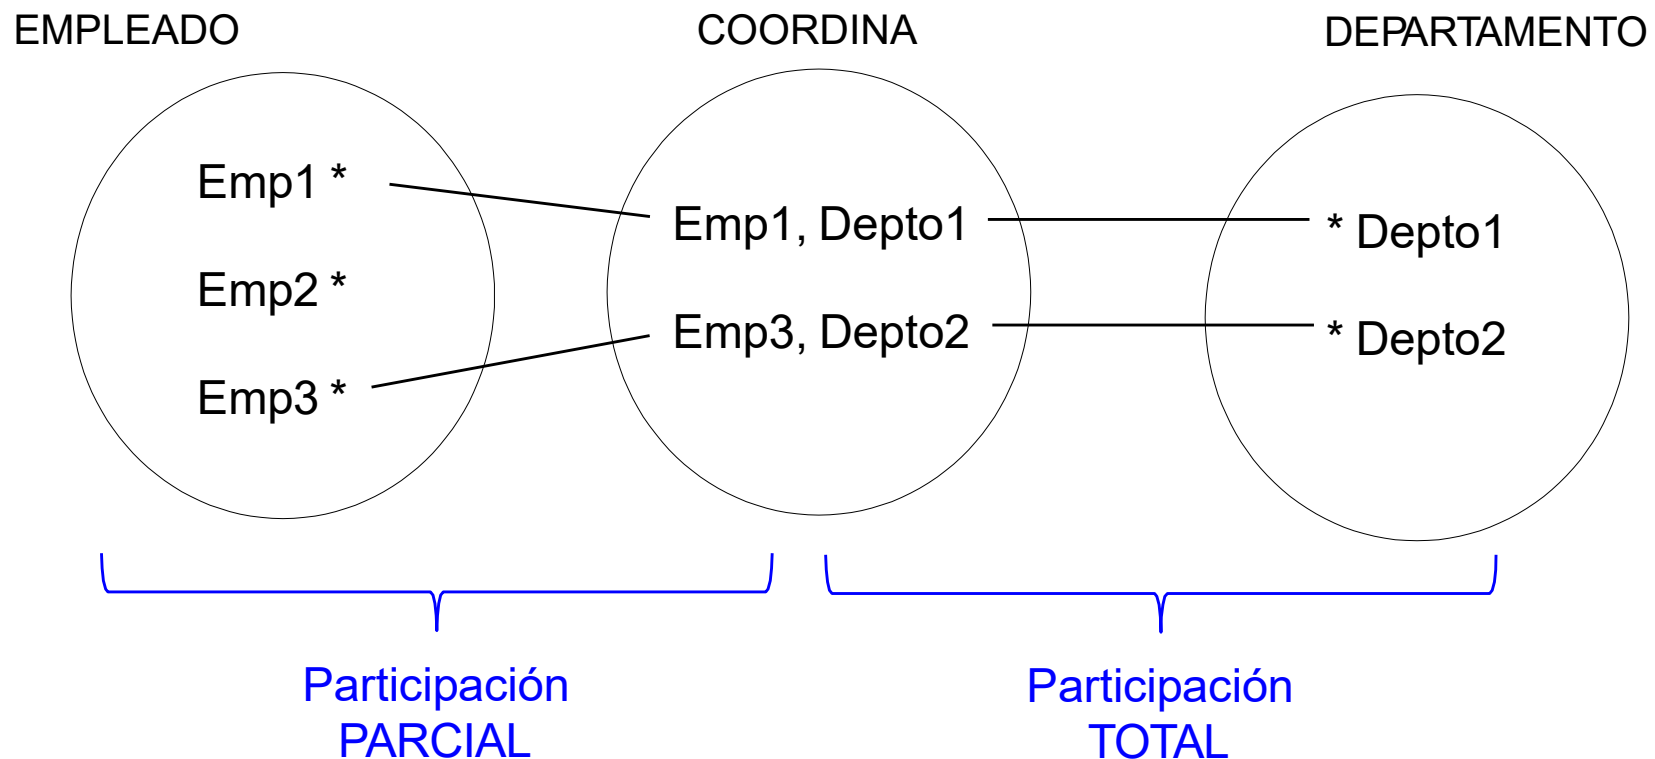 EMPLEADO
COORDINA
DEPARTAMENTO
Emp1 *
Emp2 *
Emp3 *
Emp1, Depto1
Emp3, Depto2
* Depto1
* Depto2
Participación
PARCIAL
Participación
TOTAL